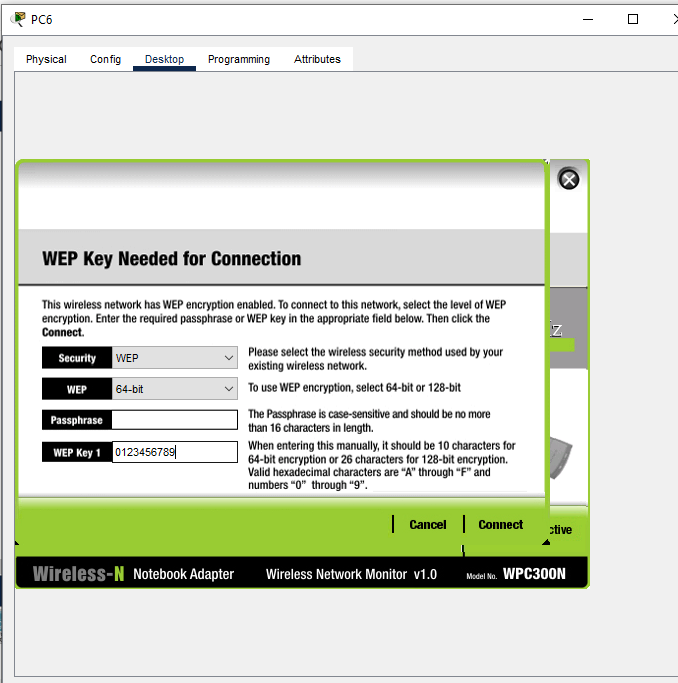 PC6
Physical Config Desktop Programming Attributes
WEP Key Needed for Connection
This wireless network has WEP encryption enabled. To connect to this network, select the level of WEP
encryption. Enter the required passphrase or WEP key in the appropriate field below. Then click the
Connect.
Security WEP
Please select the wireless security method used by your
existing wireless network.
WEP 64-bit
To use WEP encryption, select 64-bit or 128-bit
Passphrase
The Passphrase is case-sensitive and should be no more
than 16 characters in length.
WEP Key 1 0123456789
When entering this manually, it should be 10 characters for
64-bit encryption or 26 characters for 128-bit encryption.
Valid hexadecimal characters are “A” through “F” and
numbers “0” through “9”.
Cancel Connect
Wireless-N Notebook Adapter Wireless Network Monitor v1.0 Model No. WPC300N